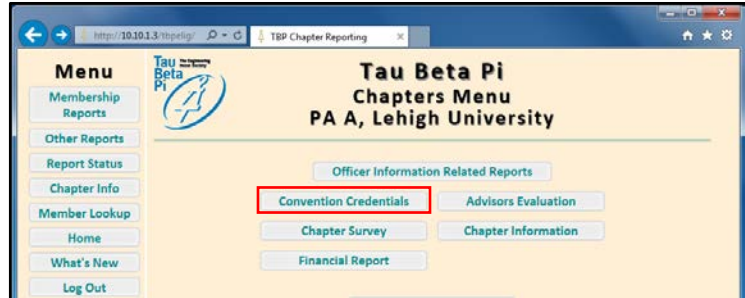 http://10.10.1.3/tbpelig/
TBP Chapter Reporting
Menu
Membership
Reports
Other Reports
Report Status
Chapter Info
Member Lookup
Home
What's New
Log Out
Tau
Beta
Pi
Tau Beta Pi
Chapters Menu
PA A, Lehigh University
Officer Information Related Reports
Convention Credentials
Advisors Evaluation
Chapter Survey
Chapter Information
Financial Report